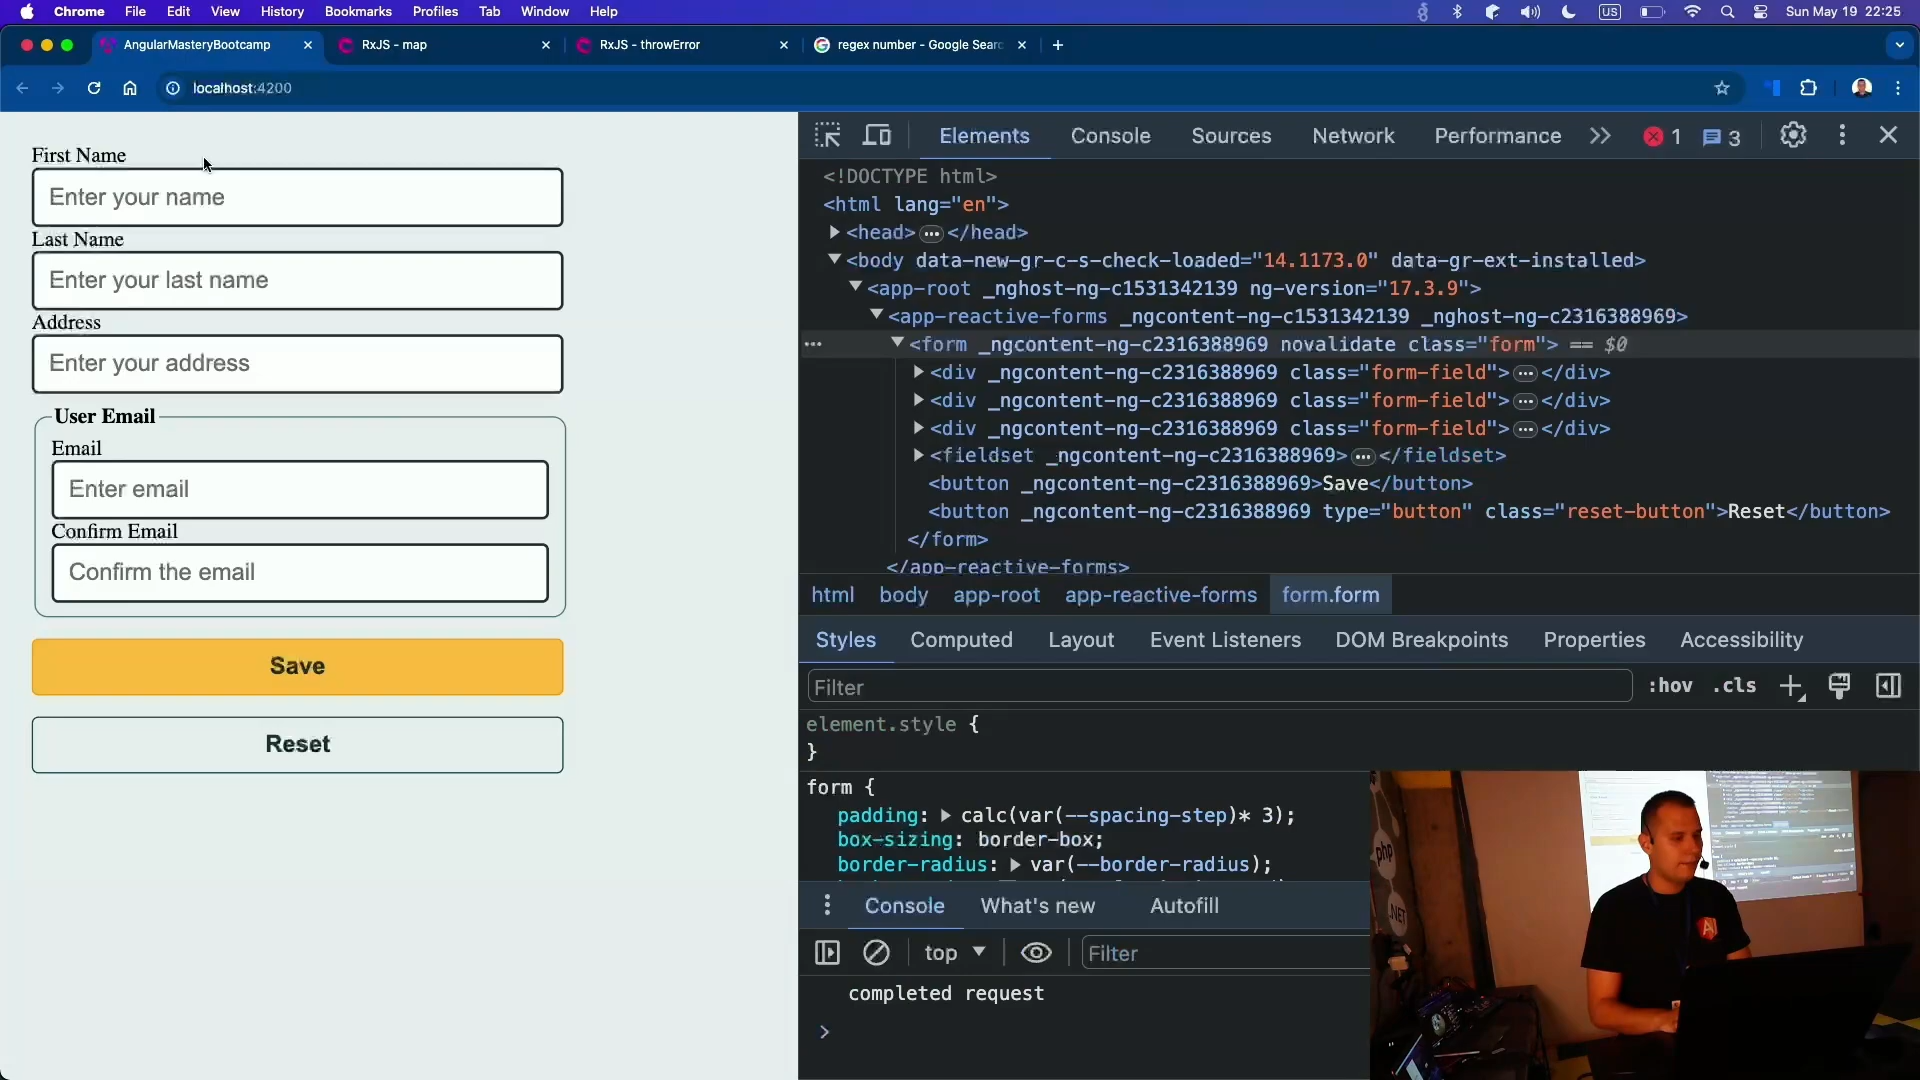 Chrome File Edit View History Bookmarks Profiles Tab Window Help US Sun May 19 22:25
AngularMasteryBootcamp RxJS - map RxJS - throwError regex number - Google Searc
localhost:4200
First Name
Enter your name
Last Name
Enter your last name
Address
Enter your address
User Email
Email
Enter email
Confirm Email
Confirm the email
Save
Reset
Elements Console Sources Network Performance 1 3
<!DOCTYPE html>
<html lang="en">
<head> … </head>
<body data-new-gr-c-s-check-loaded="14.1173.0" data-gr-ext-installed>
<app-root _nghost-ng-c1531342139 ng-version="17.3.9">
<app-reactive-forms _ngcontent-ng-c1531342139 _nghost-ng-c2316388969>
… <form _ngcontent-ng-c2316388969 novalidate class="form"> == $0
<div _ngcontent-ng-c2316388969 class="form-field"> … </div>
<div _ngcontent-ng-c2316388969 class="form-field"> … </div>
<div _ngcontent-ng-c2316388969 class="form-field"> … </div>
<fieldset _ngcontent-ng-c2316388969> … </fieldset>
<button _ngcontent-ng-c2316388969>Save</button>
<button _ngcontent-ng-c2316388969 type="button" class="reset-button">Reset</button>
</form>
</app-reactive-forms>
html body app-root app-reactive-forms form.form
Styles Computed Layout Event Listeners DOM Breakpoints Properties Accessibility
Filter :hov .cls
element.style {
}
form {
padding: calc(var(--spacing-step)* 3);
box-sizing: border-box;
border-radius: var(--border-radius);
Console What's new Autofill
top Filter
completed request
php
.NET